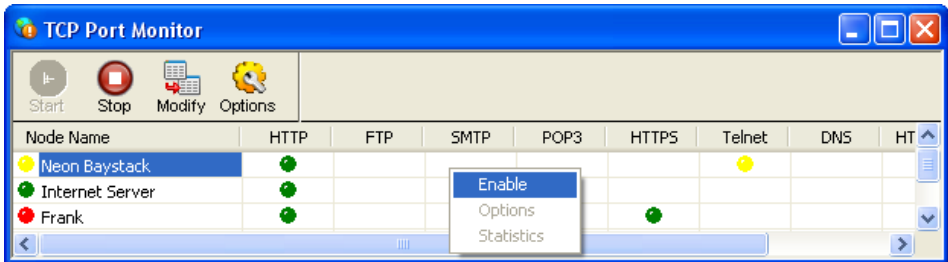 TCP Port Monitor
Start Stop Modify Options
Node Name HTTP FTP SMTP POP3 HTTPS Telnet DNS HT
Neon Baystack
Internet Server
Enable
Frank
Options
Statistics